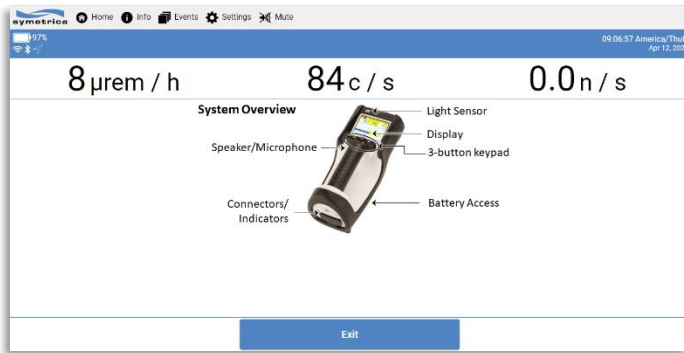 symetrica Home Info Events Settings Mute
97%
09:06:57 America/Thul
Apr 12, 202
8 μrem / h 84 c / s 0.0 n / s
System Overview
Light Sensor
Display
Speaker/Microphone
3-button keypad
Connectors/
Indicators
Battery Access
Exit